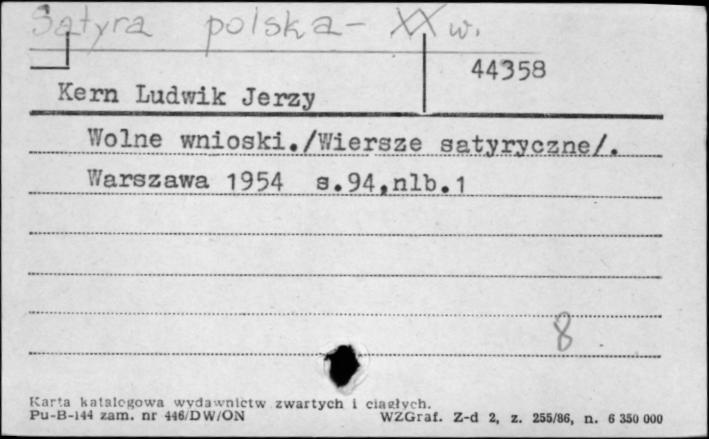 Satyra polska - XX w.
44358
Kern Ludwik Jerzy
Wolne wnioski./Wiersze satyryczne/.
Warszawa 1954 s.94,nlb.1
8
Karta katalogowa wydawnictw zwartych i ciągłych.
Pu-B-144 zam. nr 446/DW/ON WZGraf. Z-d 2, z. 255/86, n. 6 350 000